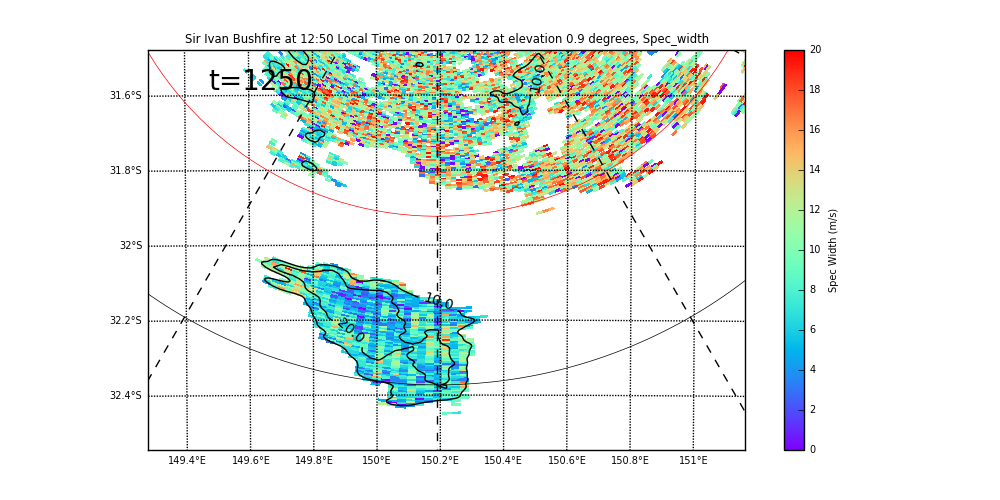 Sir Ivan Bushfire at 12:50 Local Time on 2017 02 12 at elevation 0.9 degrees, Spec_width
t=1250
0
10.0
10.0
20.0
31.6°S
31.8°S
32°S
32.2°S
32.4°S
149.4°E 149.6°E 149.8°E 150°E 150.2°E 150.4°E 150.6°E 150.8°E 151°E
20
18
16
14
12
10
8
6
4
2
0
Spec Width (m/s)